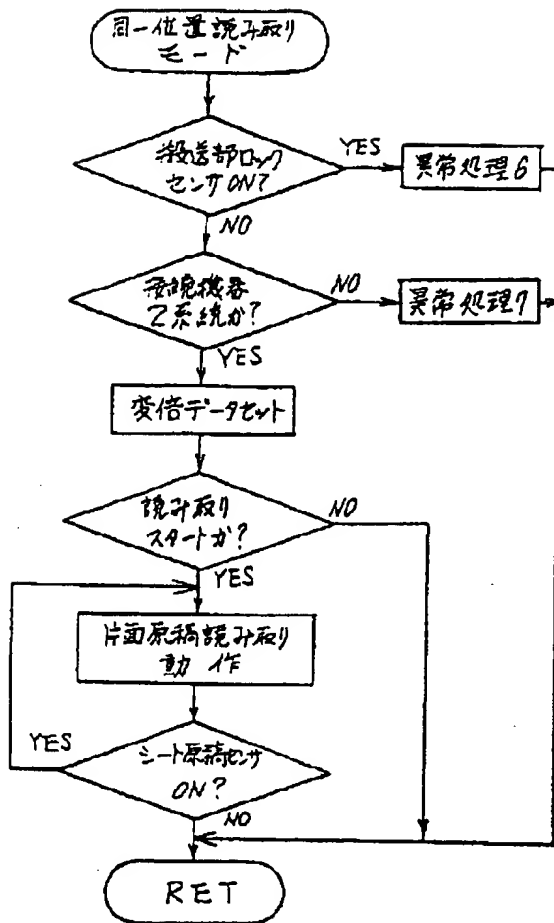 同一位置読み取り
モード
搬送部ロック
センサON?
YES
異常処理6
NO
接続機器
2系統か?
NO
異常処理7
YES
変倍データセット
読み取り
スタートか?
NO
YES
片面原稿読み取り
動作
YES
シート原稿センサ
ON?
NO
RET